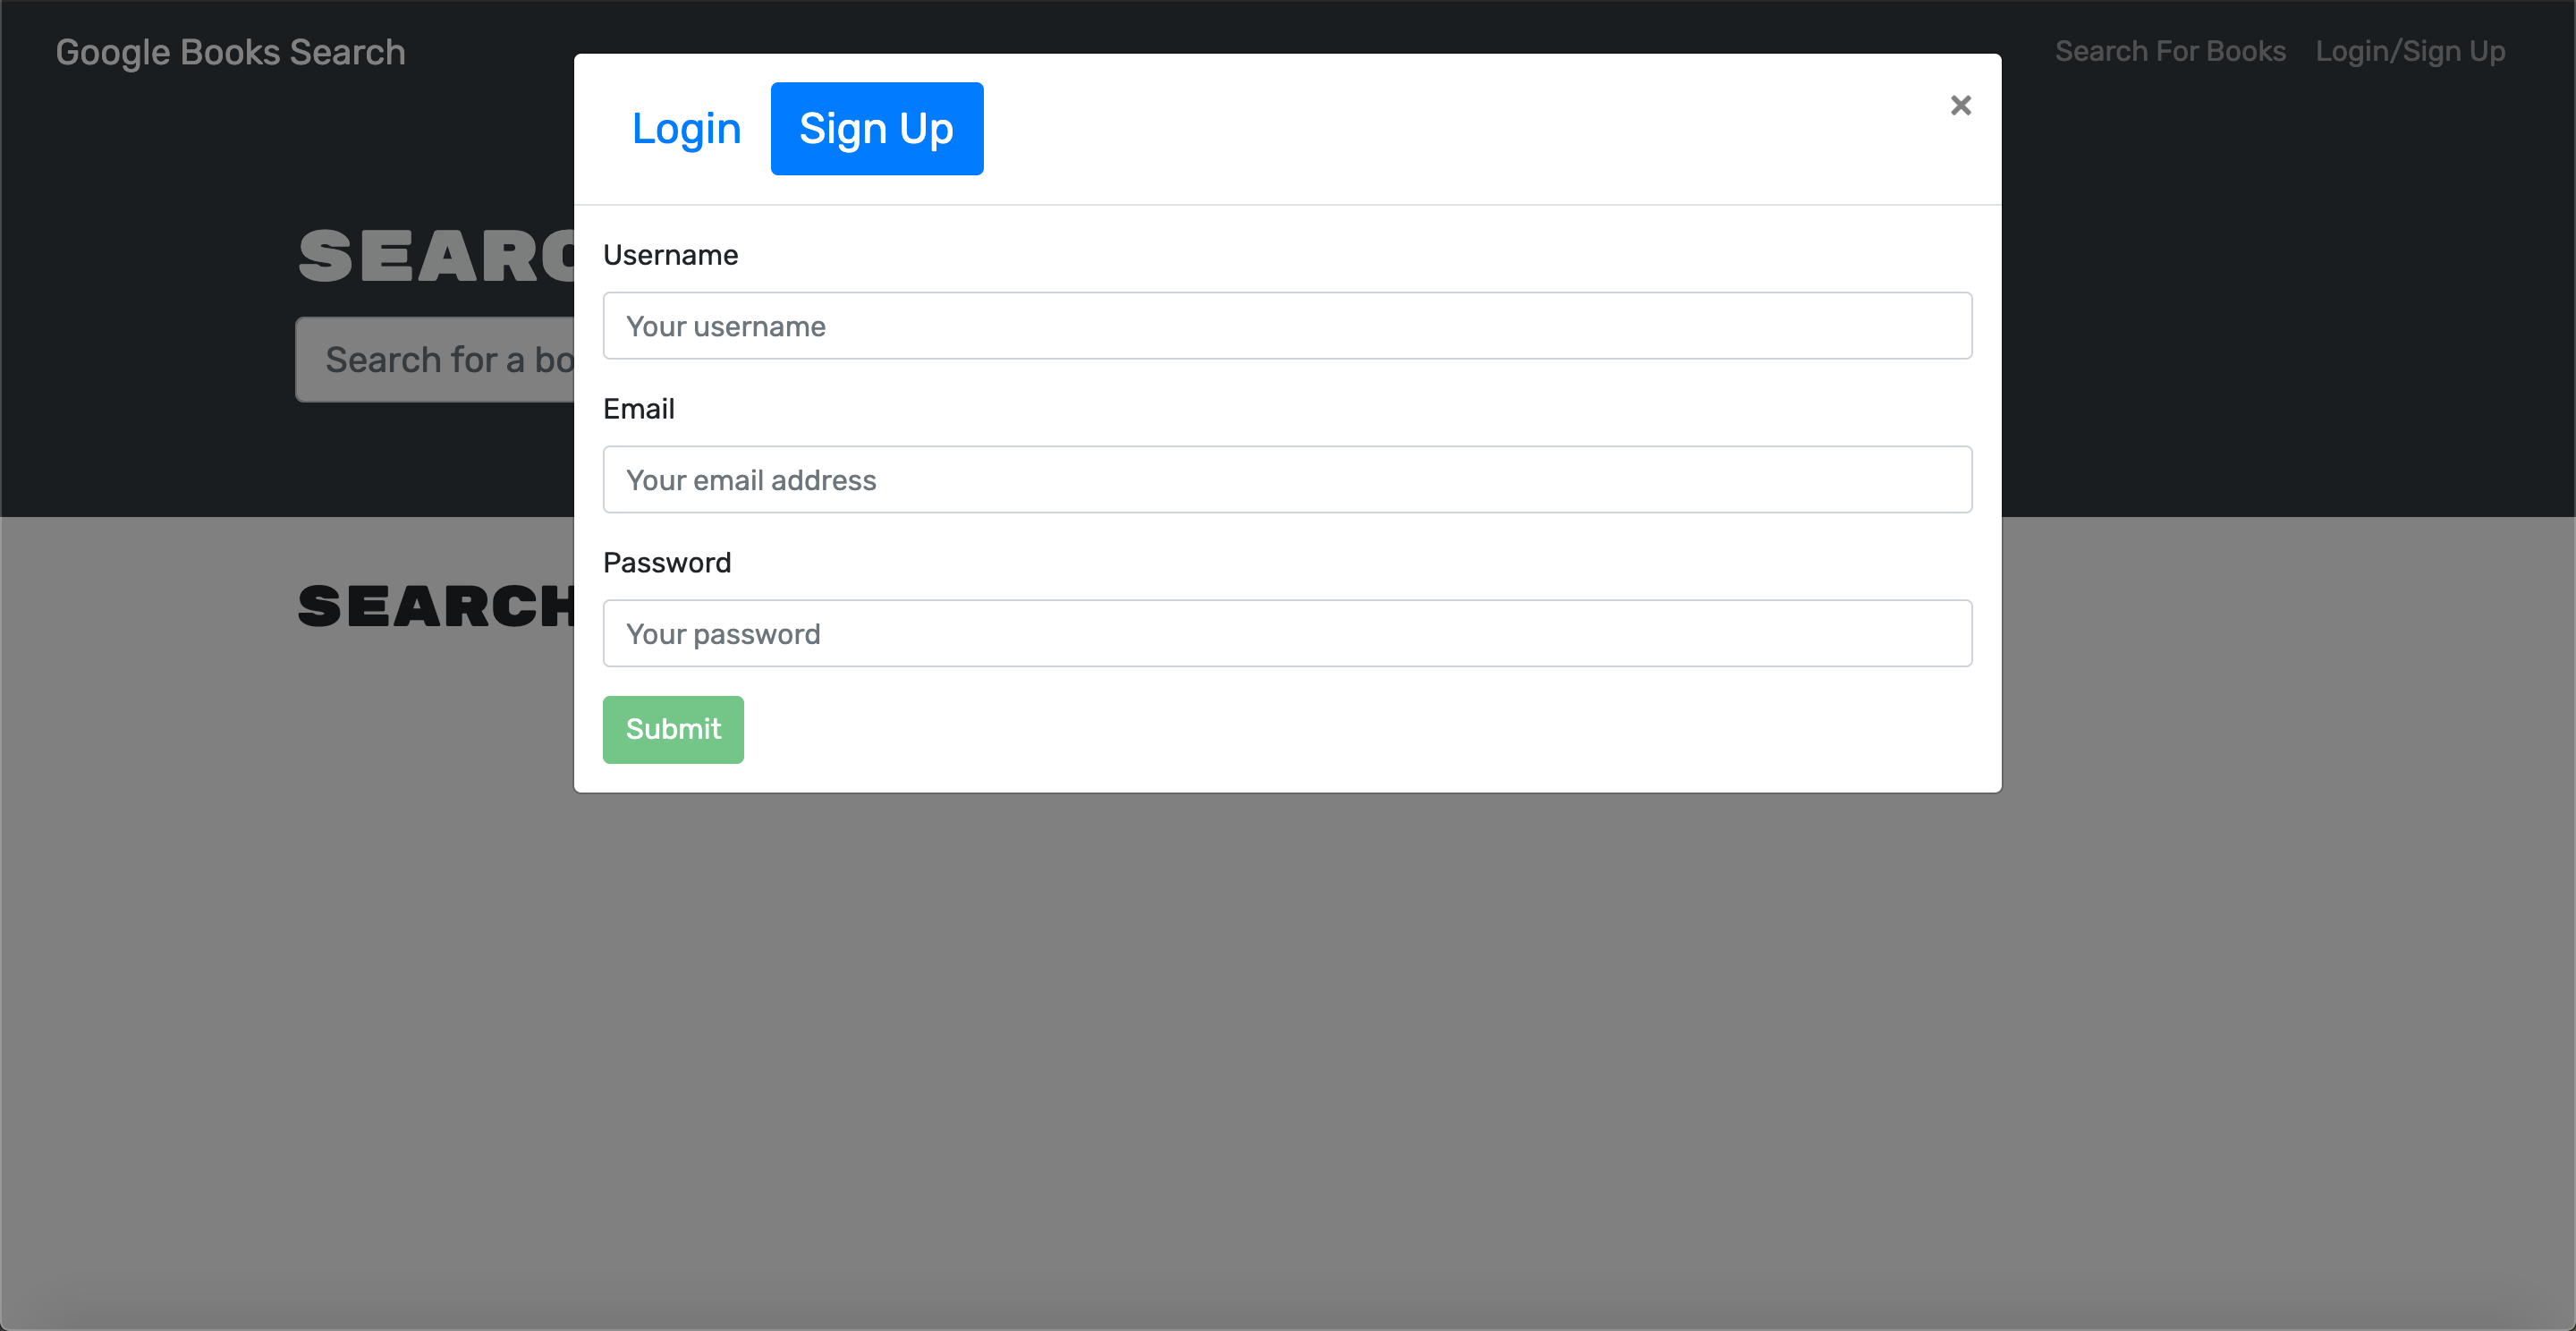 Google Books Search
Search For Books
Login/Sign Up
Login
Sign Up
×
SEARC
Search for a bo
Username
Your username
Email
Your email address
Password
Your password
SEARCH
Submit